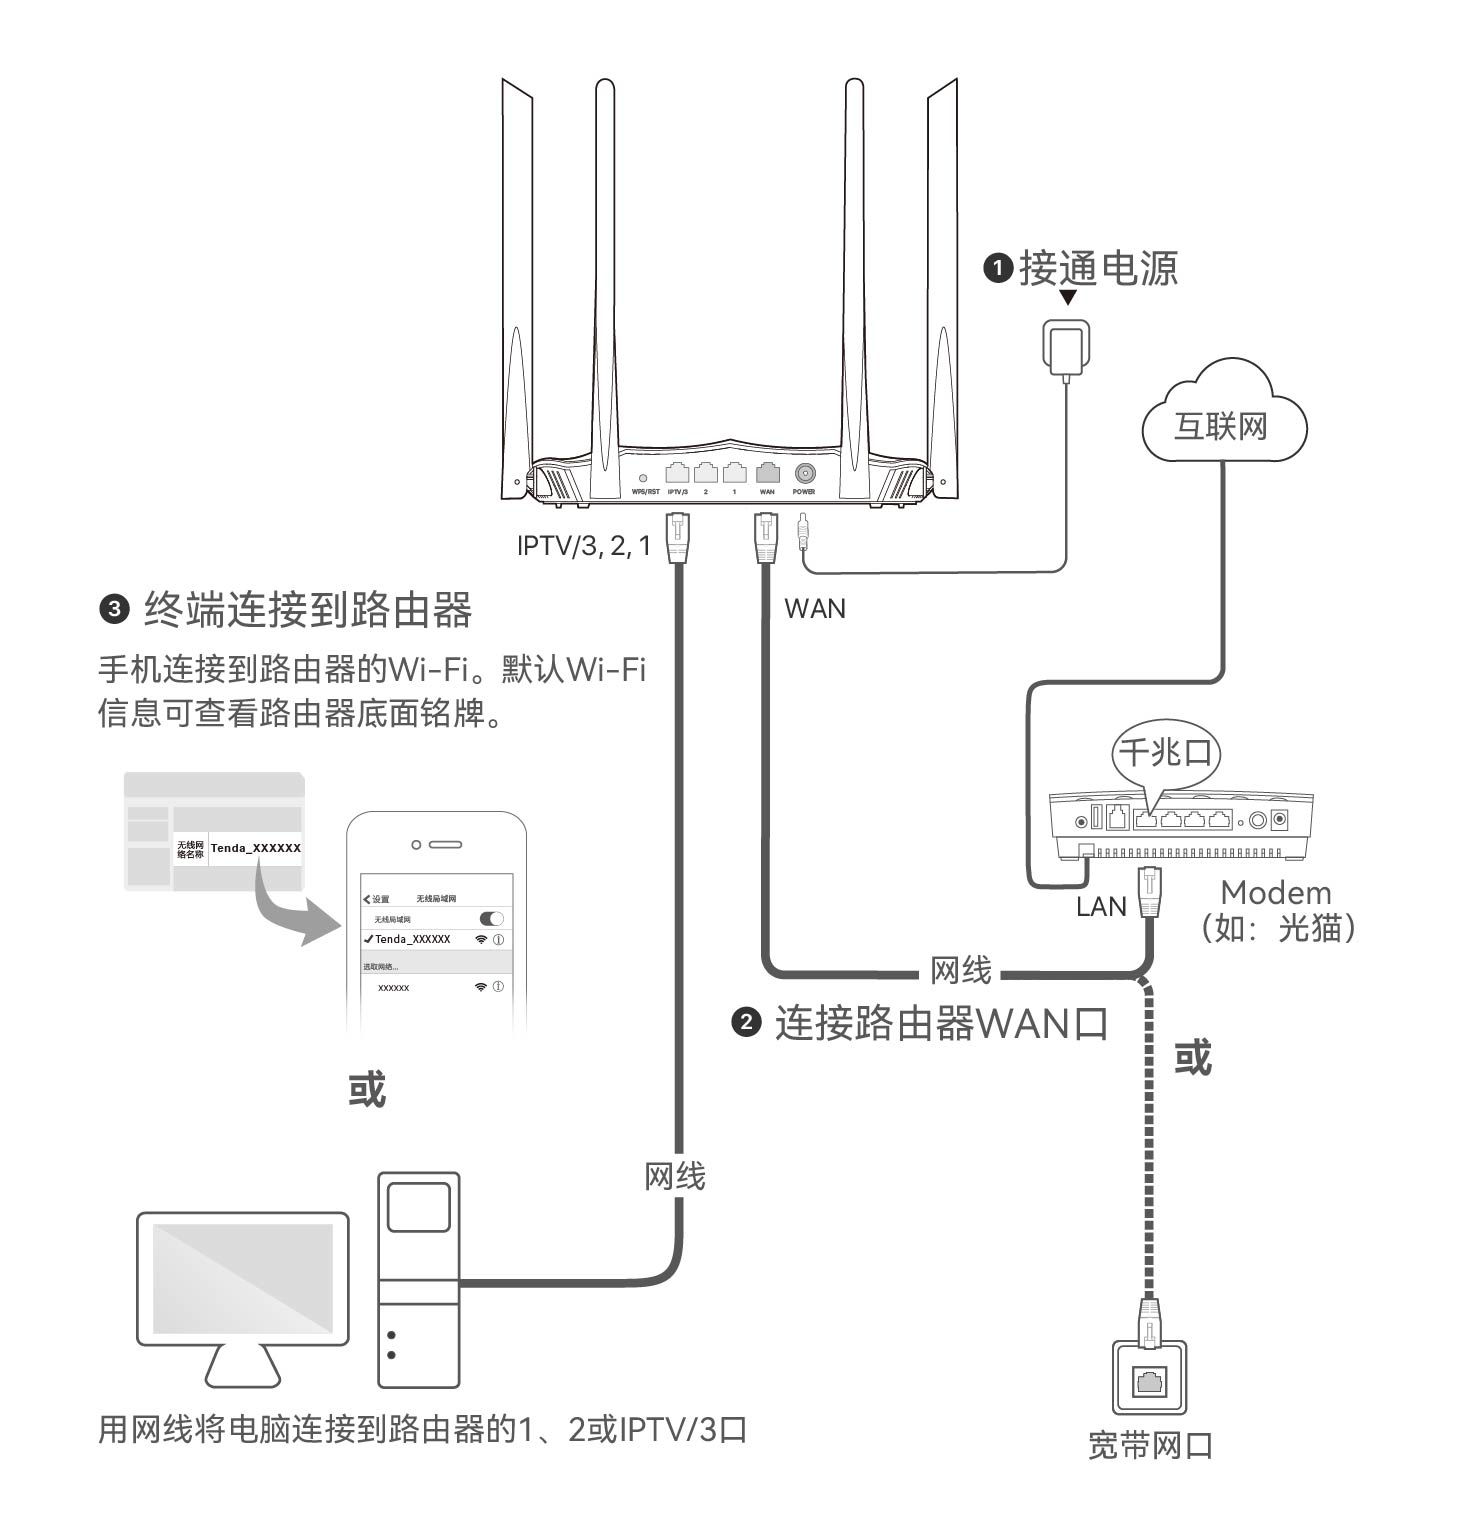 ❶接通电源
互联网
WPS/RST IPTV/3 2 1 WAN POWER
IPTV/3, 2, 1
WAN
❸ 终端连接到路由器
手机连接到路由器的Wi-Fi。默认Wi-Fi
信息可查看路由器底面铭牌。
千兆口
无线网
络名称
Tenda_XXXXXX
设置 无线局域网
无线局域网
Tenda_XXXXXX
选取网络...
XXXXXX
LAN
Modem
（如：光猫）
网线
❷ 连接路由器WAN口
或
或
网线
用网线将电脑连接到路由器的1、2或IPTV/3口
宽带网口